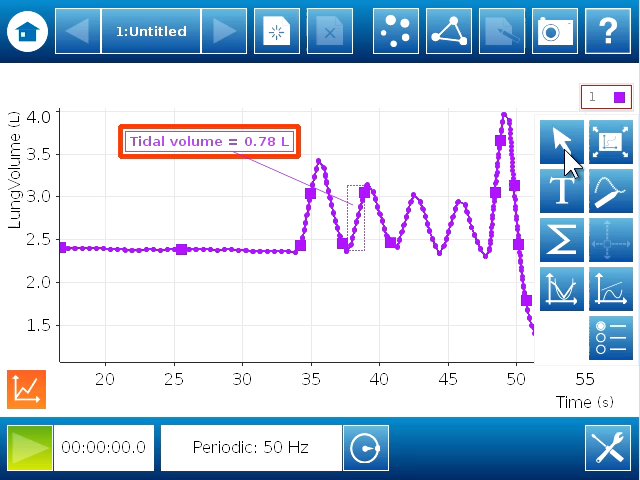 1:Untitled
?
1
LungVolume (L)
4.0
3.5
3.0
2.5
2.0
1.5
Tidal volume = 0.78 L
T
Σ
20
25
30
35
40
45
50
55
Time (s)
00:00:00.0
Periodic: 50 Hz